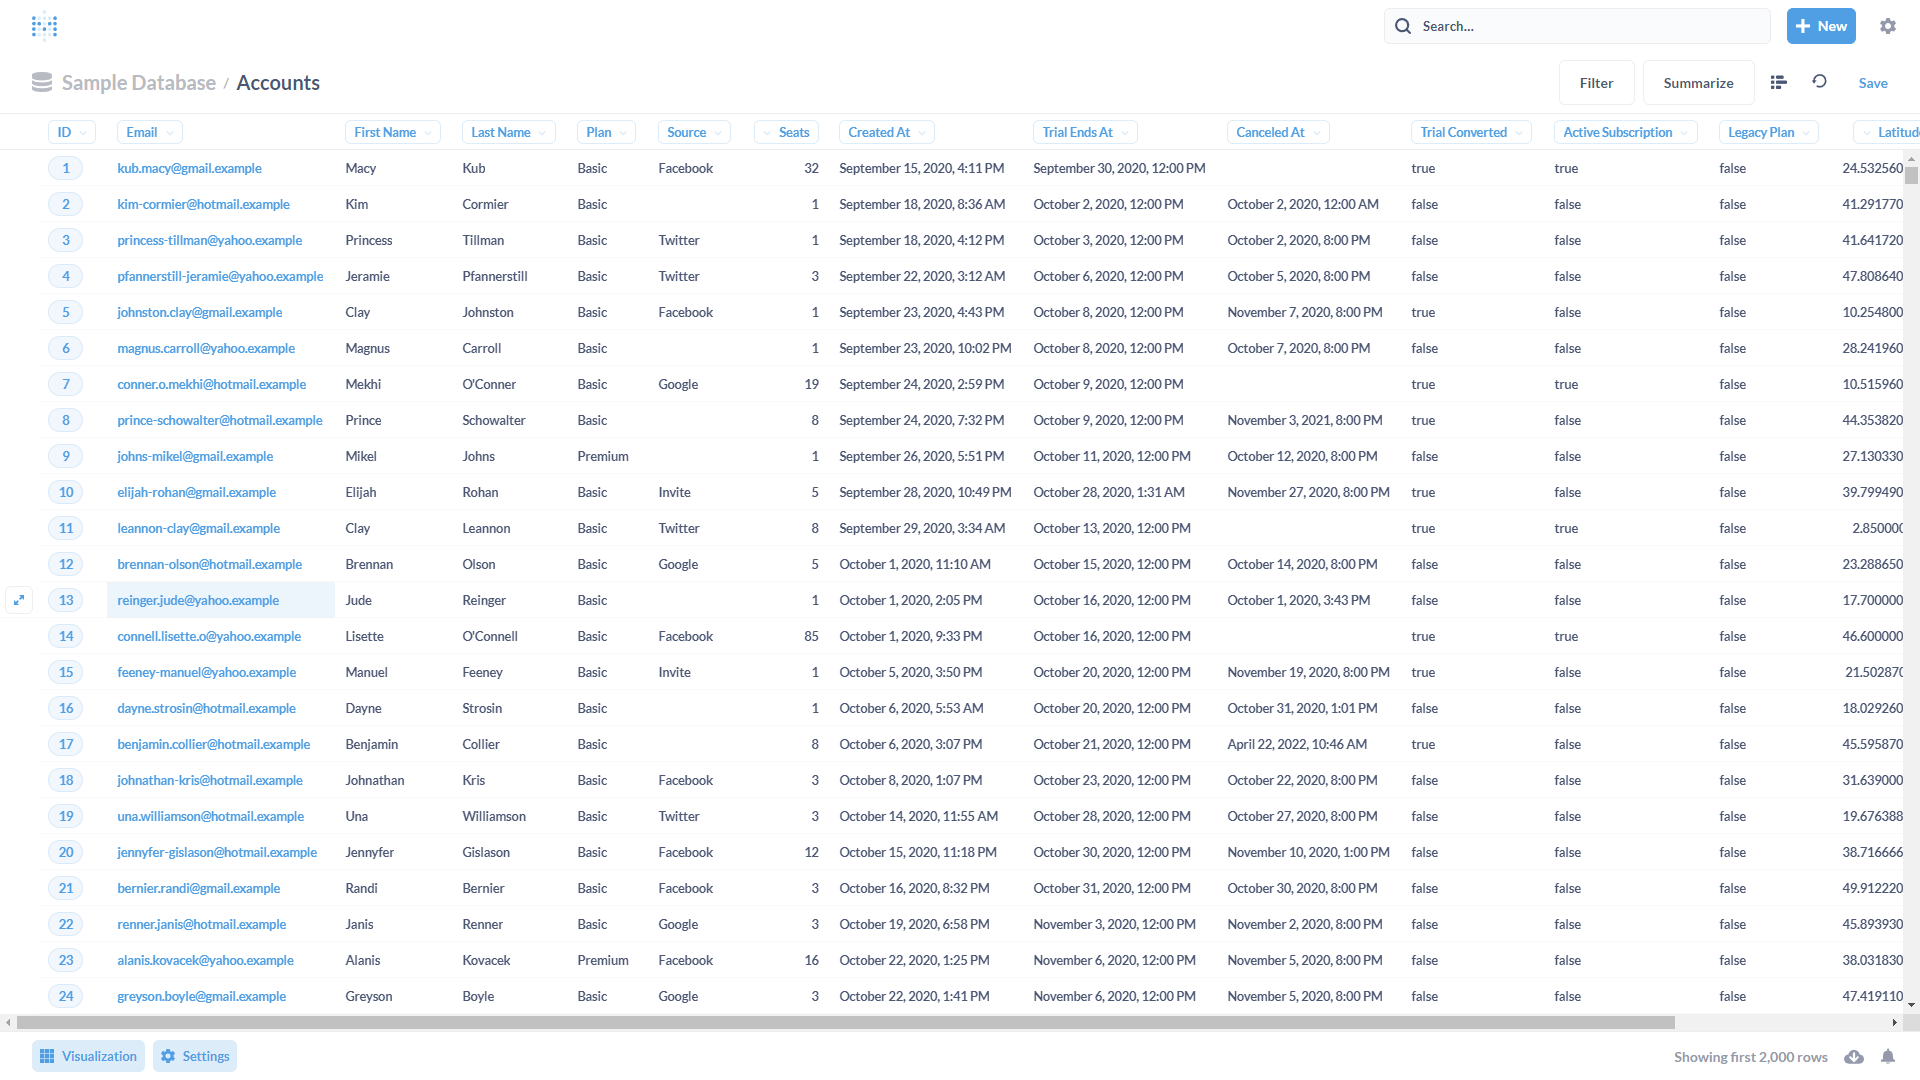 Search...
New
Sample Database / Accounts
Filter Summarize Save
ID Email First Name Last Name Plan Source Seats Created At Trial Ends At Canceled At Trial Converted Active Subscription Legacy Plan
1 kub.macy@gmail.example Macy Kub Basic Facebook 32 September 15, 2020, 4:11 PM September 30, 2020, 12:00 PM true true false 24.532560
2 kim-cormier@hotmail.example Kim Cormier Basic 1 September 18, 2020, 8:36 AM October 2, 2020, 12:00 PM October 2, 2020, 12:00 AM false false false 41.291770
3 princess-tillman@yahoo.example Princess Tillman Basic Twitter 1 September 18, 2020, 4:12 PM October 3, 2020, 12:00 PM October 2, 2020, 8:00 PM false false false 41.641720
4 pfannerstill-jeramie@yahoo.example Jeramie Pfannerstill Basic Twitter 3 September 22, 2020, 3:12 AM October 6, 2020, 12:00 PM October 5, 2020, 8:00 PM false false false 47.808640
5 johnston.clay@gmail.example Clay Johnston Basic Facebook 1 September 23, 2020, 4:43 PM October 8, 2020, 12:00 PM November 7, 2020, 8:00 PM true false false 10.254800
6 magnus.carroll@yahoo.example Magnus Carroll Basic 1 September 23, 2020, 10:02 PM October 8, 2020, 12:00 PM October 7, 2020, 8:00 PM false false false 28.241960
7 conner.o.mekhi@hotmail.example Mekhi O'Conner Basic Google 19 September 24, 2020, 2:59 PM October 9, 2020, 12:00 PM true true false 10.515960
8 prince-schowalter@hotmail.example Prince Schowalter Basic 8 September 24, 2020, 7:32 PM October 9, 2020, 12:00 PM November 3, 2021, 8:00 PM true false false 44.353820
9 johns-mikel@gmail.example Mikel Johns Premium 1 September 26, 2020, 5:51 PM October 11, 2020, 12:00 PM October 12, 2020, 8:00 PM false false false 27.130330
10 elijah-rohan@gmail.example Elijah Rohan Basic Invite 5 September 28, 2020, 10:49 PM October 28, 2020, 1:31 AM November 27, 2020, 8:00 PM true false false 39.799490
11 leannon-clay@gmail.example Clay Leannon Basic Twitter 8 September 29, 2020, 3:34 AM October 13, 2020, 12:00 PM true true false 2.850000
12 brennan-olson@hotmail.example Brennan Olson Basic Google 5 October 1, 2020, 11:10 AM October 15, 2020, 12:00 PM October 14, 2020, 8:00 PM false false false 23.288650
13 reinger.jude@yahoo.example Jude Reinger Basic 1 October 1, 2020, 2:05 PM October 16, 2020, 12:00 PM October 1, 2020, 3:43 PM false false false 17.700000
14 connell.lisette.o@yahoo.example Lisette O'Connell Basic Facebook 85 October 1, 2020, 9:33 PM October 16, 2020, 12:00 PM true true false 46.600000
15 feeney-manuel@yahoo.example Manuel Feeney Basic Invite 1 October 5, 2020, 3:50 PM October 20, 2020, 12:00 PM November 19, 2020, 8:00 PM true false false 21.502870
16 dayne.strosin@hotmail.example Dayne Strosin Basic 1 October 6, 2020, 5:53 AM October 20, 2020, 12:00 PM October 31, 2020, 1:01 PM false false false 18.029260
17 benjamin.collier@hotmail.example Benjamin Collier Basic 8 October 6, 2020, 3:07 PM October 21, 2020, 12:00 PM April 22, 2022, 10:46 AM true false false 45.595870
18 johnathan-kris@hotmail.example Johnathan Kris Basic Facebook 3 October 8, 2020, 1:07 PM October 23, 2020, 12:00 PM October 22, 2020, 8:00 PM false false false 31.639000
19 una.williamson@hotmail.example Una Williamson Basic Twitter 3 October 14, 2020, 11:55 AM October 28, 2020, 12:00 PM October 27, 2020, 8:00 PM false false false 19.676388
20 jennyfer-gislason@hotmail.example Jennyfer Gislason Basic Facebook 12 October 15, 2020, 11:18 PM October 30, 2020, 12:00 PM November 10, 2020, 1:00 PM false false false 38.716666
21 bernier.randi@gmail.example Randi Bernier Basic Facebook 3 October 16, 2020, 8:32 PM October 31, 2020, 12:00 PM October 30, 2020, 8:00 PM false false false 49.912220
22 renner.janis@hotmail.example Janis Renner Basic Google 3 October 19, 2020, 6:58 PM November 3, 2020, 12:00 PM November 2, 2020, 8:00 PM false false false 45.893930
23 alanis.kovacek@yahoo.example Alanis Kovacek Premium Facebook 16 October 22, 2020, 1:25 PM November 6, 2020, 12:00 PM November 5, 2020, 8:00 PM false false false 38.031830
24 greyson.boyle@gmail.example Greyson Boyle Basic Google 3 October 22, 2020, 1:41 PM November 6, 2020, 12:00 PM November 5, 2020, 8:00 PM false false false 47.419110
Visualization Settings Showing first 2,000 rows